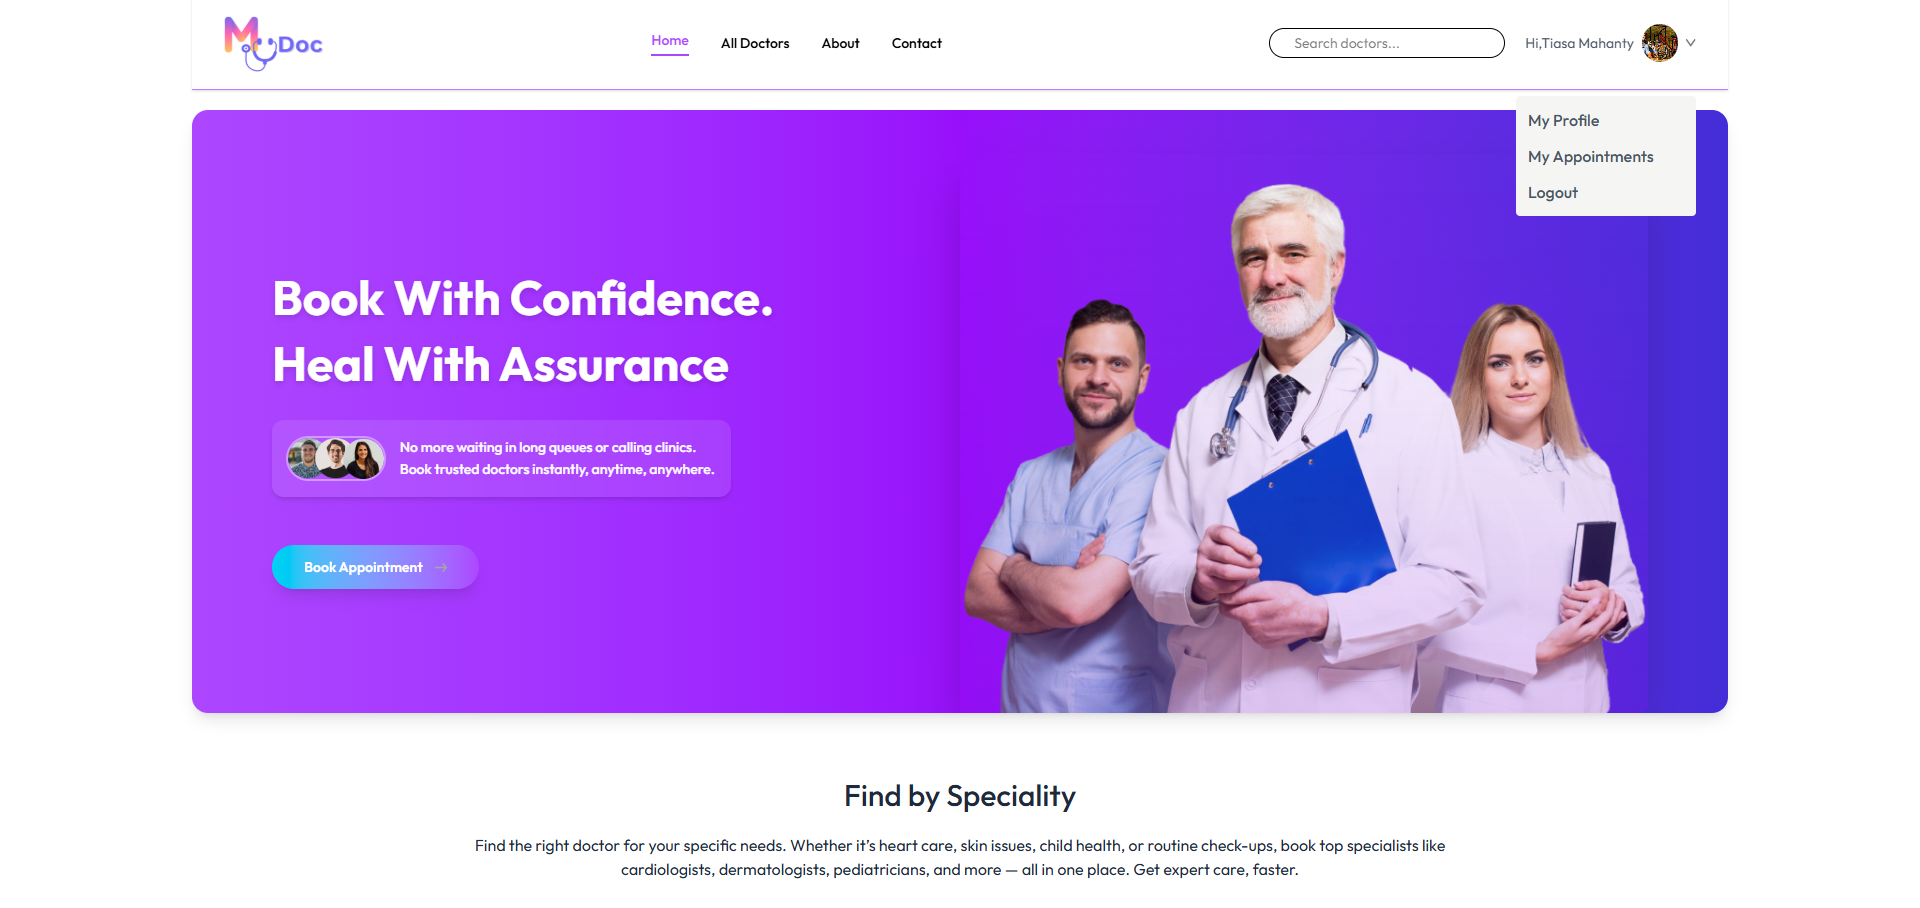 My Doc
Home
All Doctors
About
Contact
Search doctors...
Hi,Tiasa Mahanty
My Profile
My Appointments
Logout
Book With Confidence.
Heal With Assurance
No more waiting in long queues or calling clinics.
Book trusted doctors instantly, anytime, anywhere.
Book Appointment →
Find by Speciality
Find the right doctor for your specific needs. Whether it’s heart care, skin issues, child health, or routine check-ups, book top specialists like
cardiologists, dermatologists, pediatricians, and more — all in one place. Get expert care, faster.